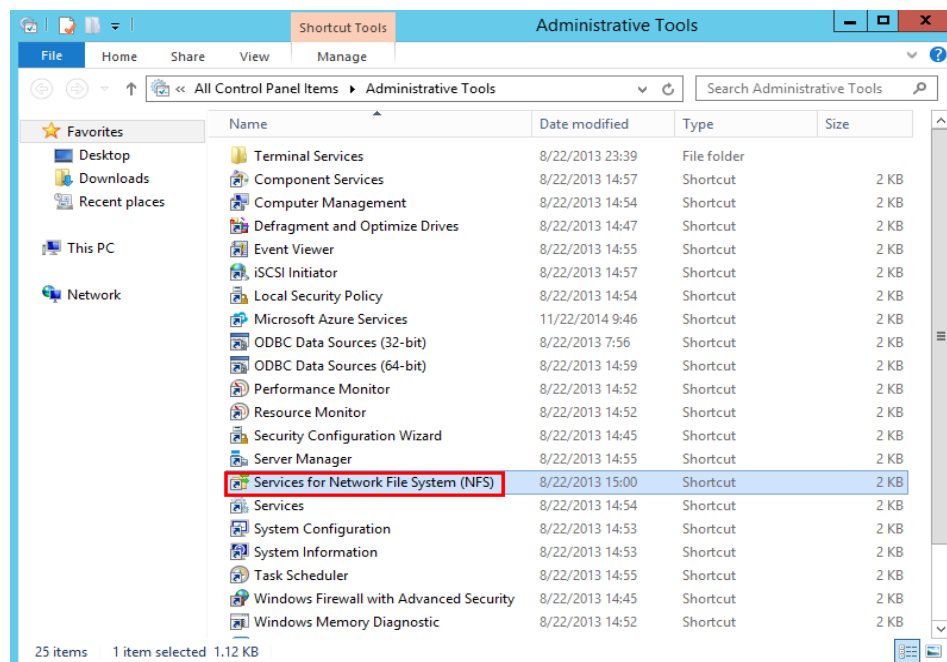 Shortcut Tools
Administrative Tools
File Home Share View Manage
« All Control Panel Items Administrative Tools
Search Administrative Tools
Favorites
Desktop
Downloads
Recent places
This PC
Network
Name Date modified Type Size
Terminal Services 8/22/2013 23:39 File folder
Component Services 8/22/2013 14:57 Shortcut 2 KB
Computer Management 8/22/2013 14:54 Shortcut 2 KB
Defragment and Optimize Drives 8/22/2013 14:47 Shortcut 2 KB
Event Viewer 8/22/2013 14:55 Shortcut 2 KB
iSCSI Initiator 8/22/2013 14:57 Shortcut 2 KB
Local Security Policy 8/22/2013 14:54 Shortcut 2 KB
Microsoft Azure Services 11/22/2014 9:46 Shortcut 2 KB
ODBC Data Sources (32-bit) 8/22/2013 7:56 Shortcut 2 KB
ODBC Data Sources (64-bit) 8/22/2013 14:59 Shortcut 2 KB
Performance Monitor 8/22/2013 14:52 Shortcut 2 KB
Resource Monitor 8/22/2013 14:52 Shortcut 2 KB
Security Configuration Wizard 8/22/2013 14:45 Shortcut 2 KB
Server Manager 8/22/2013 14:55 Shortcut 2 KB
Services for Network File System (NFS) 8/22/2013 15:00 Shortcut 2 KB
Services 8/22/2013 14:54 Shortcut 2 KB
System Configuration 8/22/2013 14:53 Shortcut 2 KB
System Information 8/22/2013 14:53 Shortcut 2 KB
Task Scheduler 8/22/2013 14:55 Shortcut 2 KB
Windows Firewall with Advanced Security 8/22/2013 14:45 Shortcut 2 KB
Windows Memory Diagnostic 8/22/2013 14:52 Shortcut 2 KB
25 items 1 item selected 1.12 KB